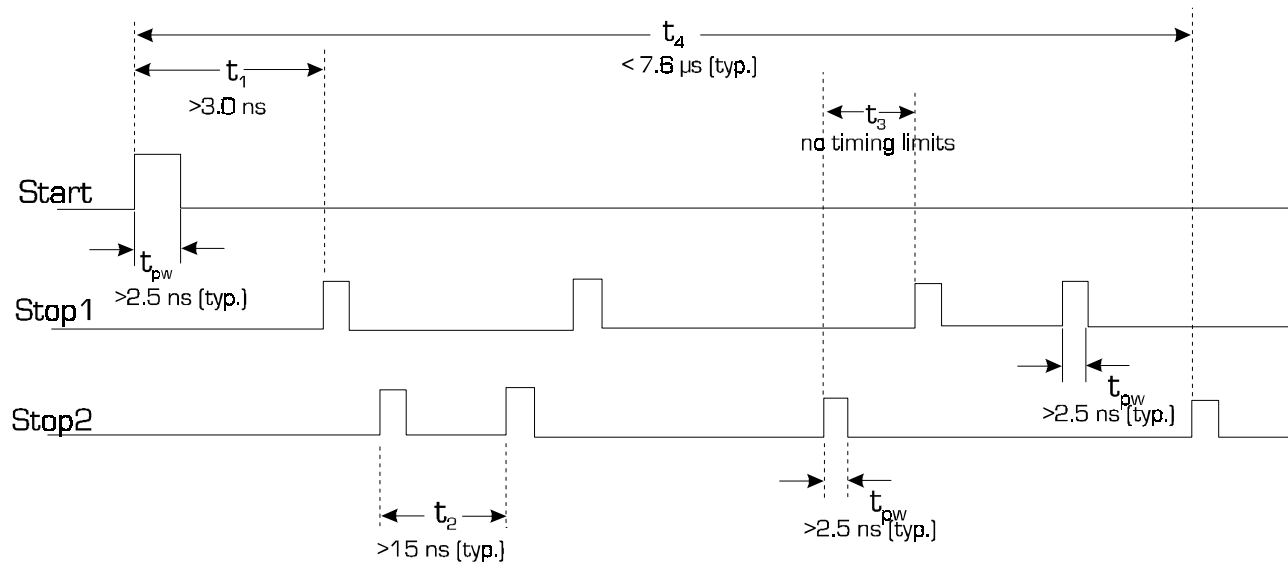 t4
< 7.6 µs (typ.)
t1
>3.0 ns
t3
no timing limits
Start
tpw
>2.5 ns (typ.)
Stop1
tpw
>2.5 ns (typ.)
Stop2
tpw
>2.5 ns (typ.)
t2
>15 ns (typ.)